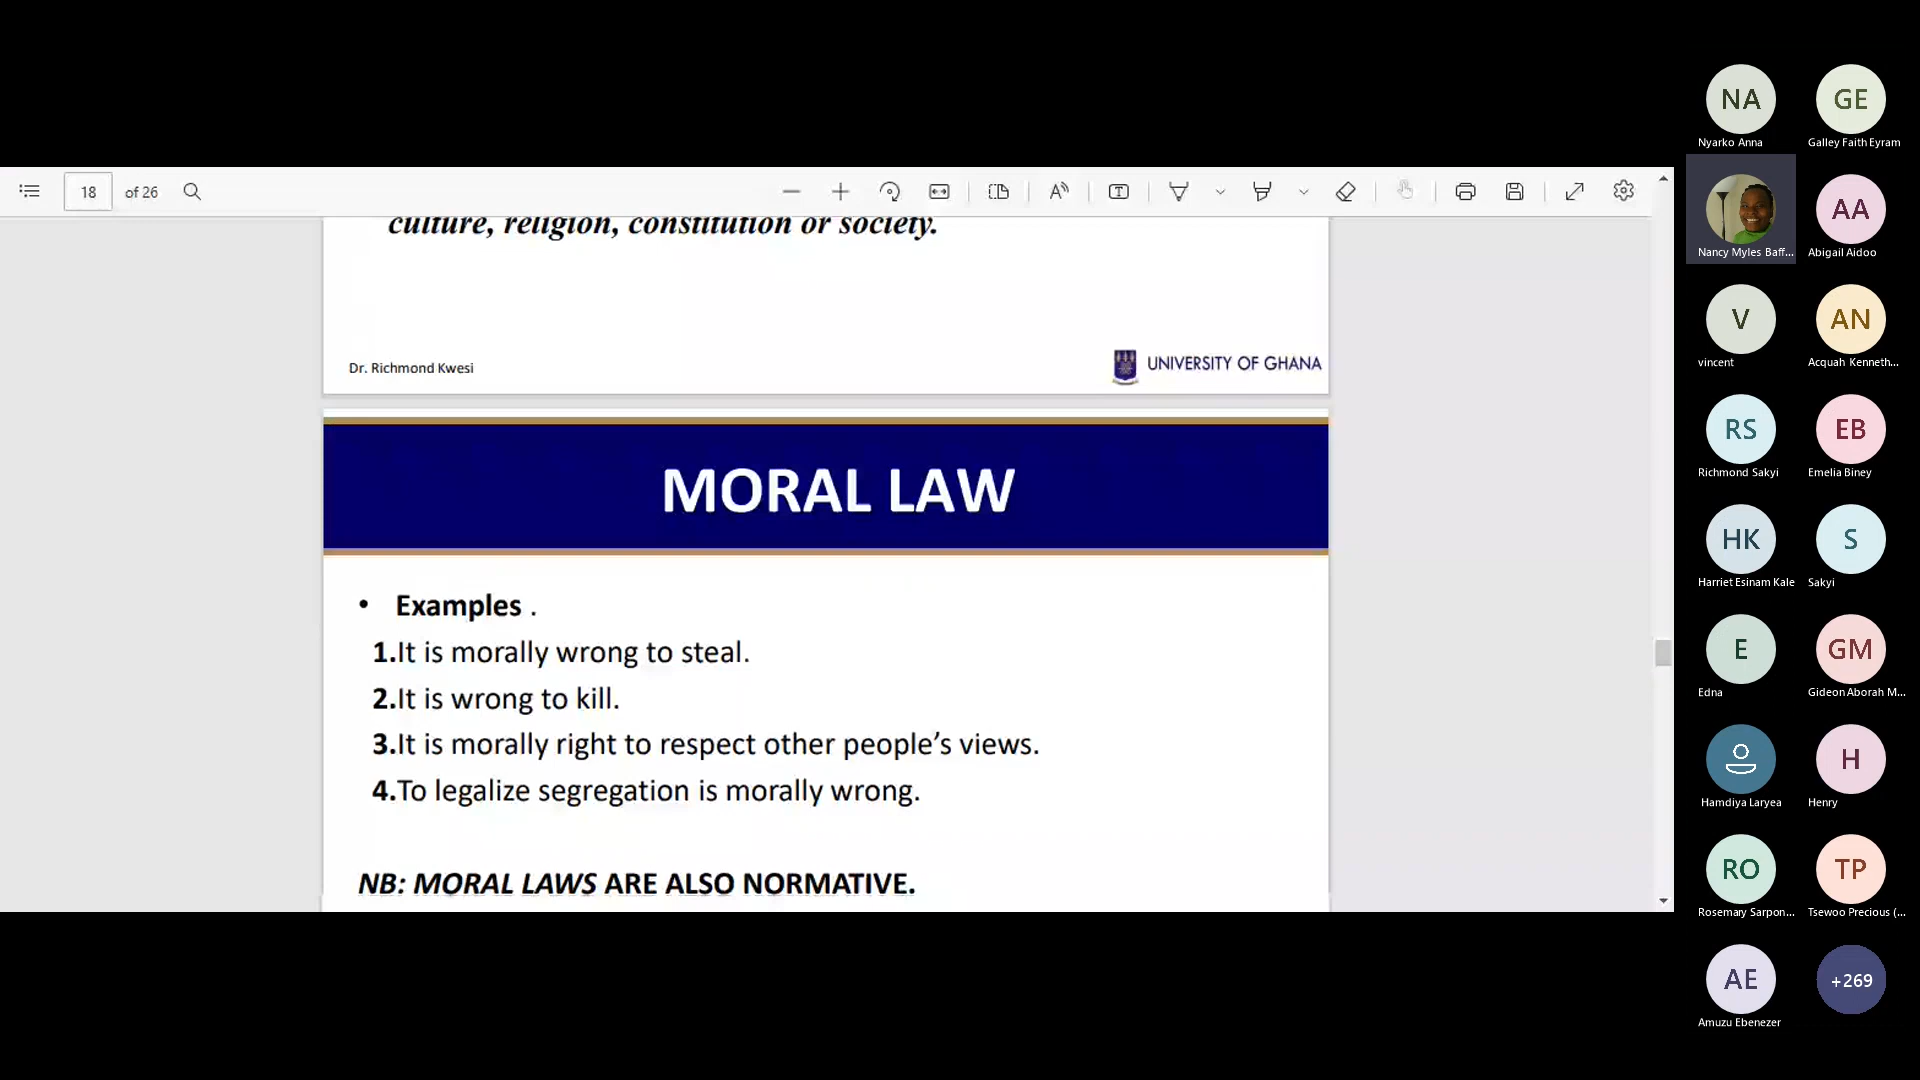 18 of 26
culture, religion, constitution or society.
Dr. Richmond Kwesi
UNIVERSITY OF GHANA
MORAL LAW
• Examples .
1.It is morally wrong to steal.
2.It is wrong to kill.
3.It is morally right to respect other people’s views.
4.To legalize segregation is morally wrong.
NB: MORAL LAWS ARE ALSO NORMATIVE.
NA GE
Nyarko Anna Galley Faith Eyram
AA
Nancy Myles Baff... Abigail Aidoo
V AN
vincent Acquah Kenneth...
RS EB
Richmond Sakyi Emelia Biney
HK S
Harriet Esinam Kale Sakyi
E GM
Edna Gideon Aborah M...
H
Hamdiya Laryea Henry
RO TP
Rosemary Sarpon... Tsewoo Precious (...
AE +269
Amuzu Ebenezer